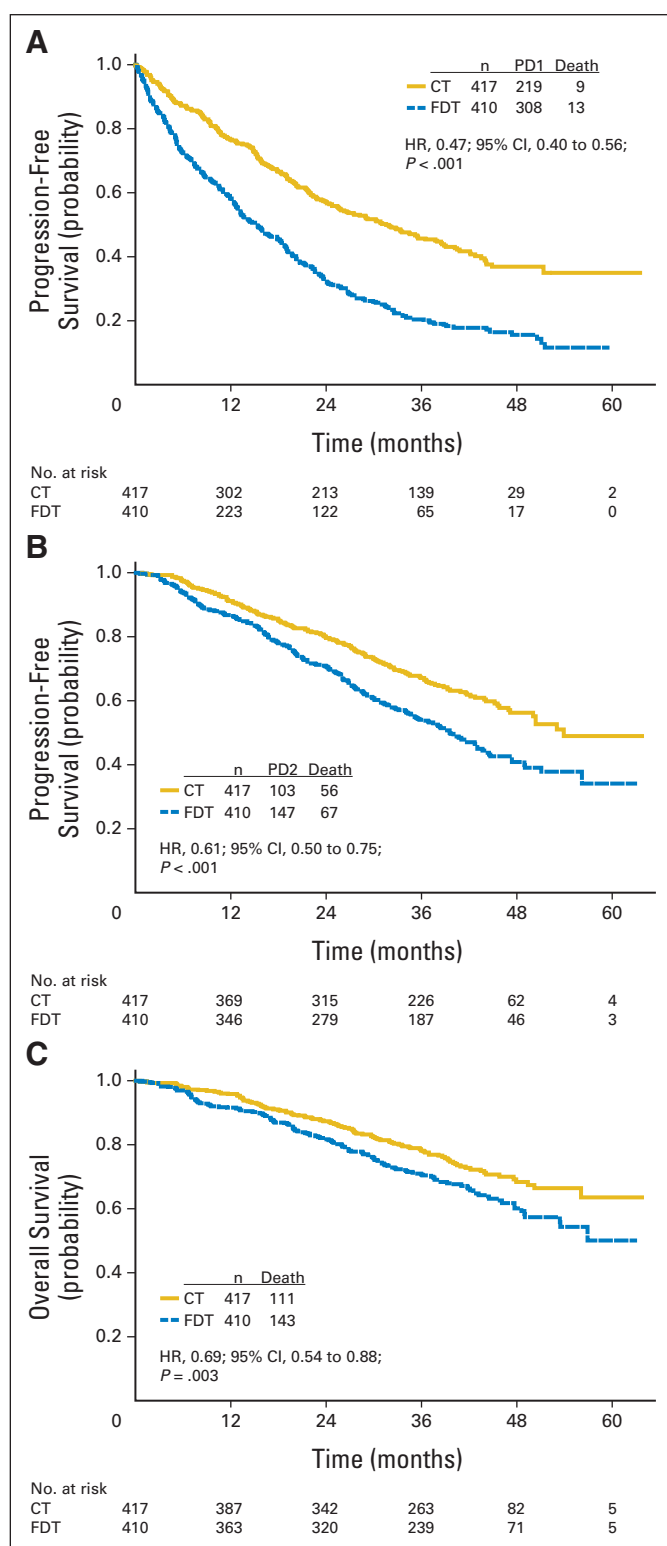 A
Progression-Free
Survival (probability)
1.0
0.8
0.6
0.4
0.2
0
12
24
36
48
60
Time (months)
n PD1 Death
CT 417 219 9
FDT 410 308 13
HR, 0.47; 95% CI, 0.40 to 0.56;
P < .001
No. at risk
CT 417 302 213 139 29 2
FDT 410 223 122 65 17 0
B
Progression-Free
Survival (probability)
1.0
0.8
0.6
0.4
0.2
0
12
24
36
48
60
Time (months)
n PD2 Death
CT 417 103 56
FDT 410 147 67
HR, 0.61; 95% CI, 0.50 to 0.75;
P < .001
No. at risk
CT 417 369 315 226 62 4
FDT 410 346 279 187 46 3
C
Overall Survival
(probability)
1.0
0.8
0.6
0.4
0.2
0
12
24
36
48
60
Time (months)
n Death
CT 417 111
FDT 410 143
HR, 0.69; 95% CI, 0.54 to 0.88;
P = .003
No. at risk
CT 417 387 342 263 82 5
FDT 410 363 320 239 71 5